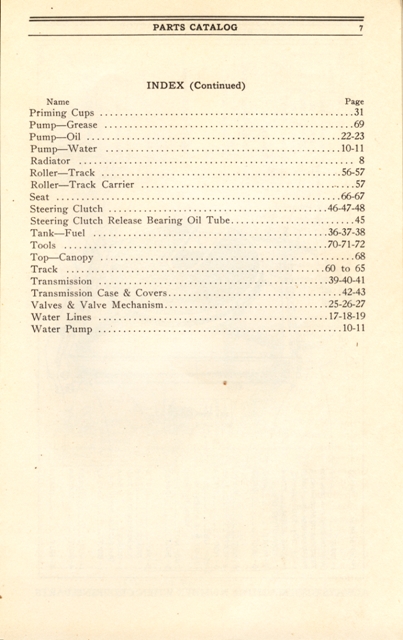 PARTS CATALOG 7
INDEX (Continued)
Name Page
Priming Cups ........................................ 31
Pump—Grease ........................................ 69
Pump—Oil ........................................ 22-23
Pump—Water ........................................ 10-11
Radiator ........................................ 8
Roller—Track ........................................ 56-57
Roller—Track Carrier ........................................ 57
Seat ........................................ 66-67
Steering Clutch ........................................ 46-47-48
Steering Clutch Release Bearing Oil Tube ........................ 45
Tank—Fuel ........................................ 36-37-38
Tools ........................................ 70-71-72
Top—Canopy ........................................ 68
Track ........................................ 60 to 65
Transmission ........................................ 39-40-41
Transmission Case & Covers ........................................ 42-43
Valves & Valve Mechanism ........................................ 25-26-27
Water Lines ........................................ 17-18-19
Water Pump ........................................ 10-11